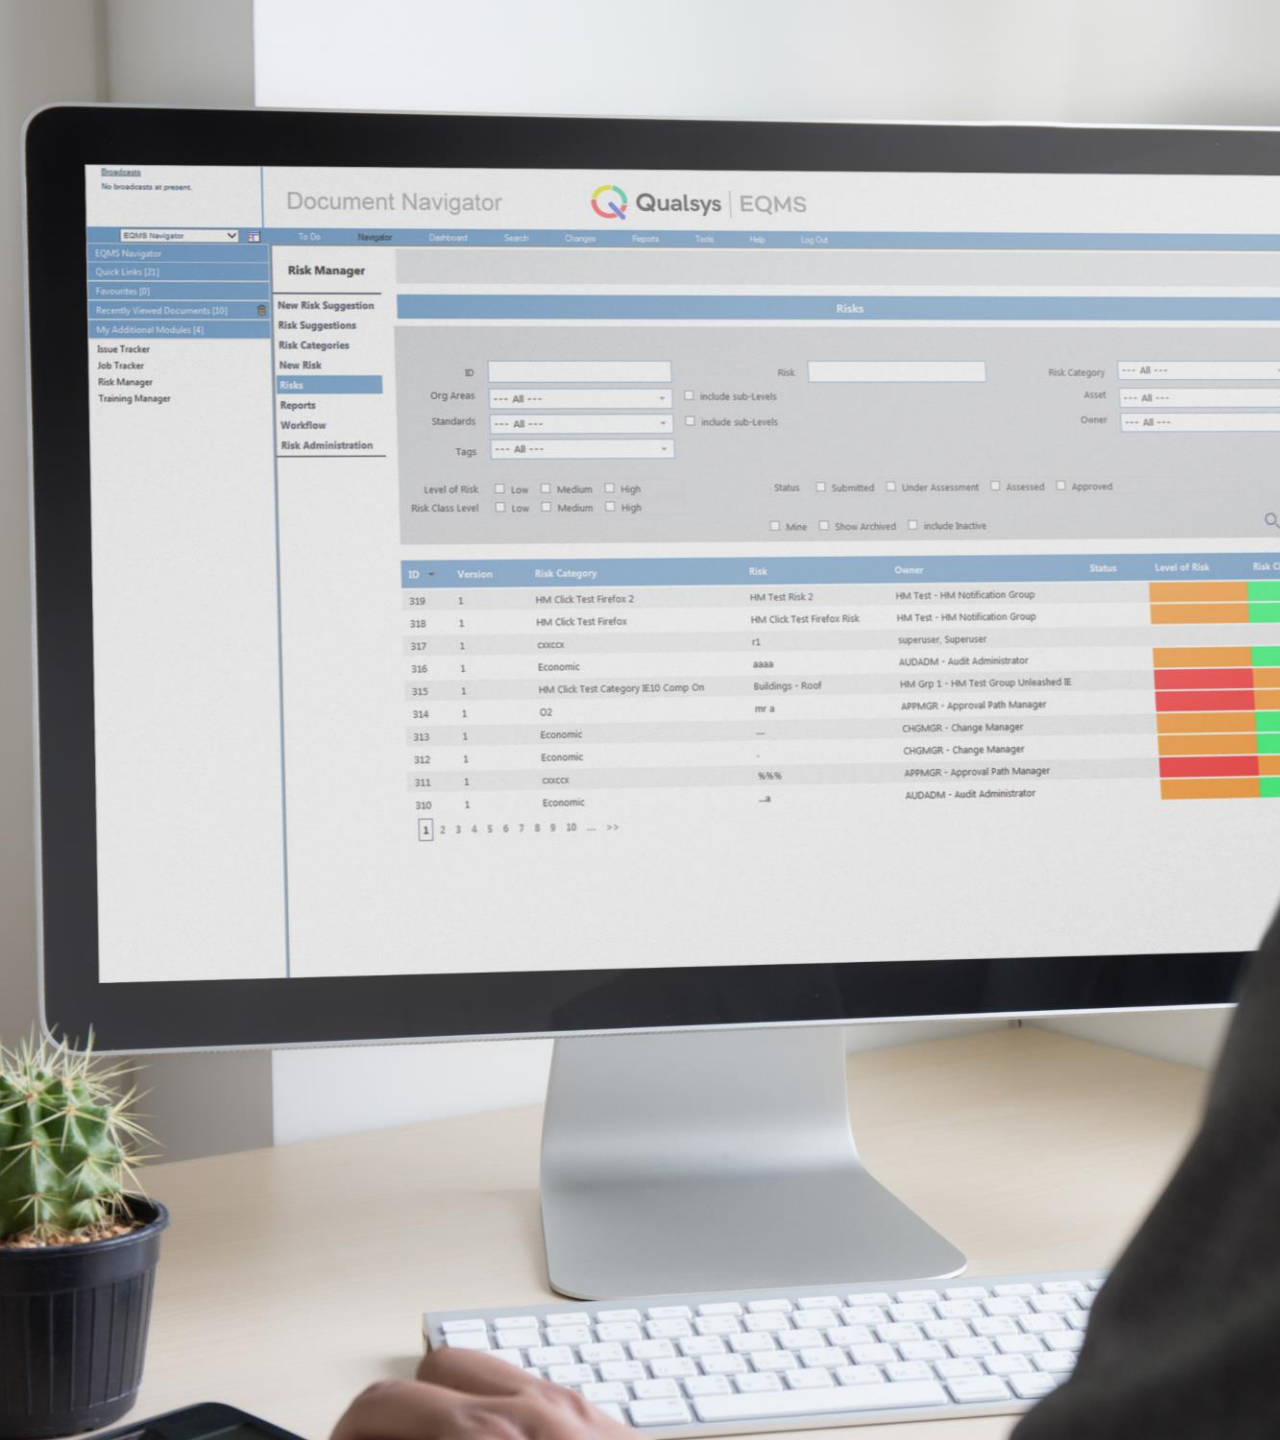 Broadcasts
No broadcasts at present.
Document Navigator
Qualsys | EQMS
EQMS Navigator
To Do Navigator Dashboard Search Changes Reports Tools Help Log Out
EQMS Navigator
Quick Links [21]
Favourites [0]
Recently Viewed Documents [10]
My Additional Modules [4]
Issue Tracker
Job Tracker
Risk Manager
Training Manager
Risk Manager
New Risk Suggestion
Risk Suggestions
Risk Categories
New Risk
Risks
Reports
Workflow
Risk Administration
Risks
ID Risk Risk Category --- All ---
Org Areas --- All --- include sub-Levels Asset --- All ---
Standards --- All --- include sub-Levels Owner --- All ---
Tags --- All ---
Level of Risk Low Medium High Status Submitted Under Assessment Assessed Approved
Risk Class Level Low Medium High
Mine Show Archived include Inactive
ID Version Risk Category Risk Owner Status Level of Risk Risk Cl
319 1 HM Click Test Firefox 2 HM Test Risk 2 HM Test - HM Notification Group
318 1 HM Click Test Firefox HM Click Test Firefox Risk HM Test - HM Notification Group
317 1 r1 superuser, Superuser
316 1 Economic aaaa AUDADM - Audit Administrator
315 1 HM Click Test Category IE10 Comp On Buildings - Roof HM Grp 1 - HM Test Group Unleashed IE
314 1 O2 mr a APPMGR - Approval Path Manager
313 1 Economic ... CHGMGR - Change Manager
312 1 Economic . CHGMGR - Change Manager
311 1 %%% APPMGR - Approval Path Manager
310 1 Economic ...a AUDADM - Audit Administrator
1 2 3 4 5 6 7 8 9 10 ... >>